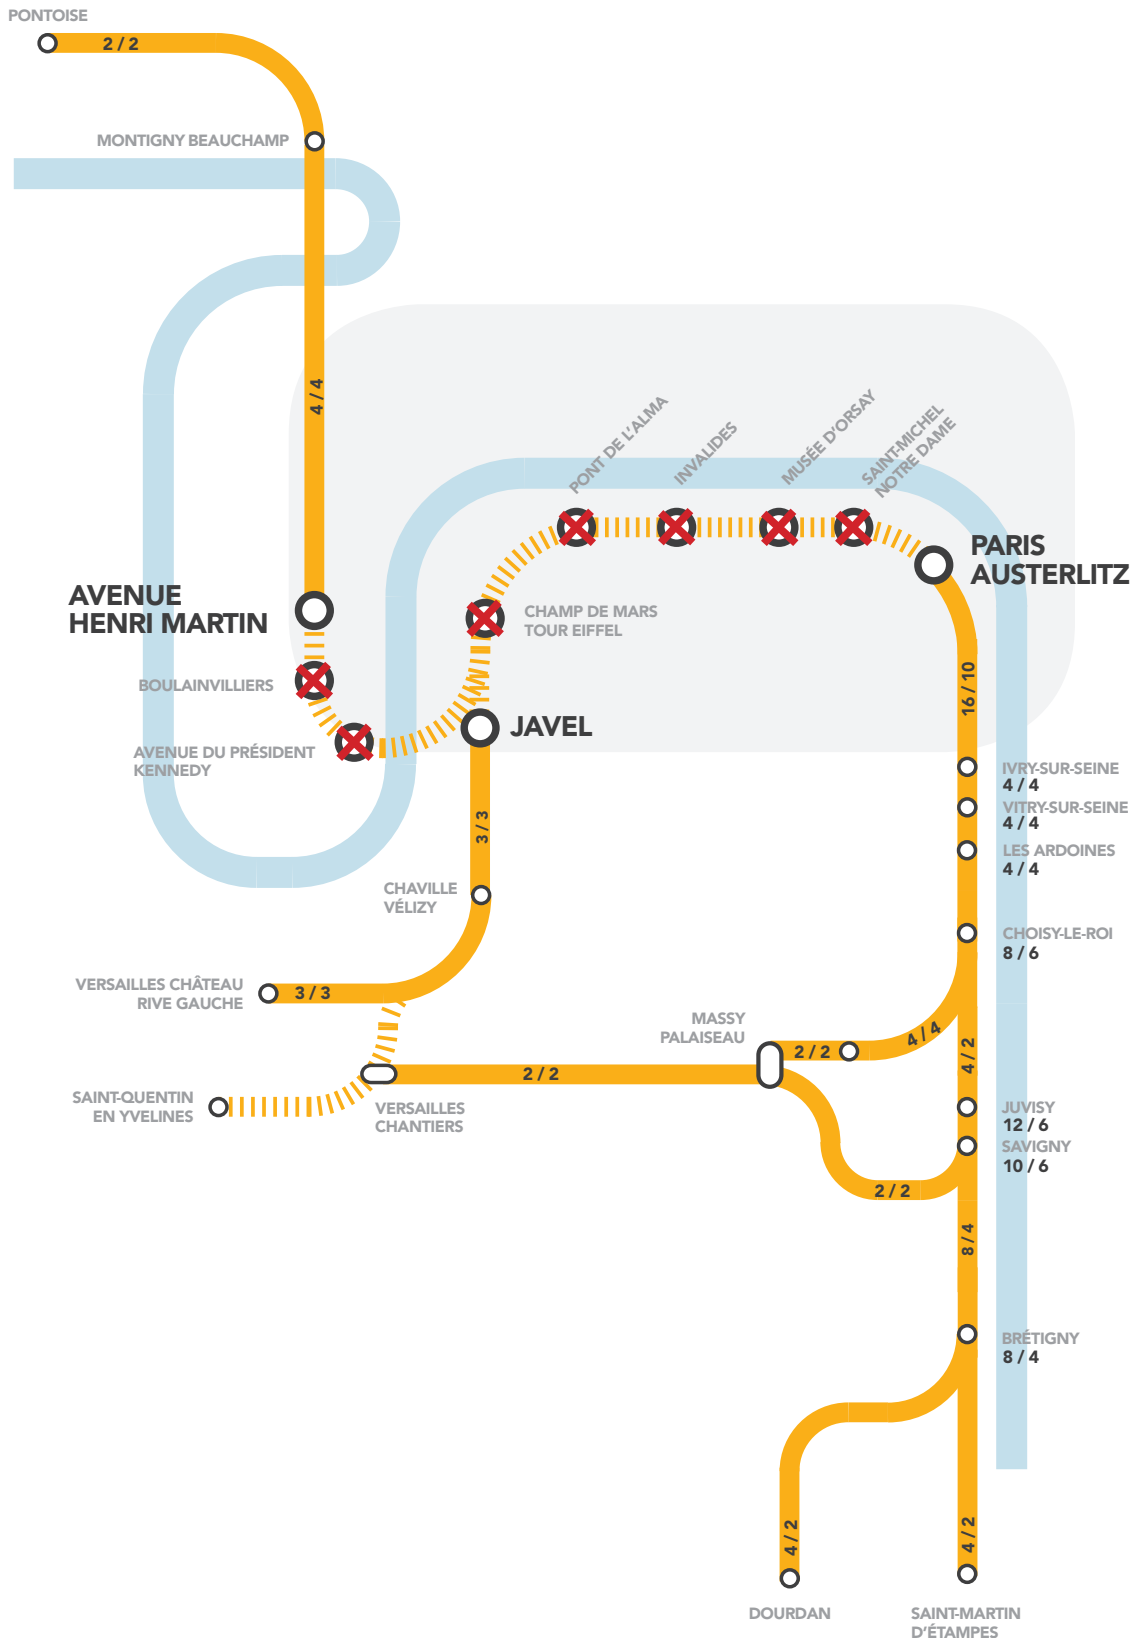 PONTOISE
2 / 2
MONTIGNY BEAUCHAMP
4 / 4
PONT DE L'ALMA
INVALIDES
MUSÉE D'ORSAY
SAINT-MICHEL
NOTRE DAME
PARIS
AUSTERLITZ
AVENUE
HENRI MARTIN
CHAMP DE MARS
TOUR EIFFEL
BOULAINVILLIERS
16 / 10
JAVEL
AVENUE DU PRÉSIDENT
KENNEDY
IVRY-SUR-SEINE
4 / 4
VITRY-SUR-SEINE
4 / 4
3 / 3
LES ARDOINES
4 / 4
CHAVILLE
VÉLIZY
CHOISY-LE-ROI
8 / 6
VERSAILLES CHÂTEAU
RIVE GAUCHE
3 / 3
MASSY
PALAISEAU
2 / 2
4 / 4
4 / 2
2 / 2
SAINT-QUENTIN
EN YVELINES
VERSAILLES
CHANTIERS
JUVISY
12 / 6
SAVIGNY
10 / 6
2 / 2
8 / 4
BRÉTIGNY
8 / 4
4 / 2
4 / 2
DOURDAN
SAINT-MARTIN
D'ÉTAMPES